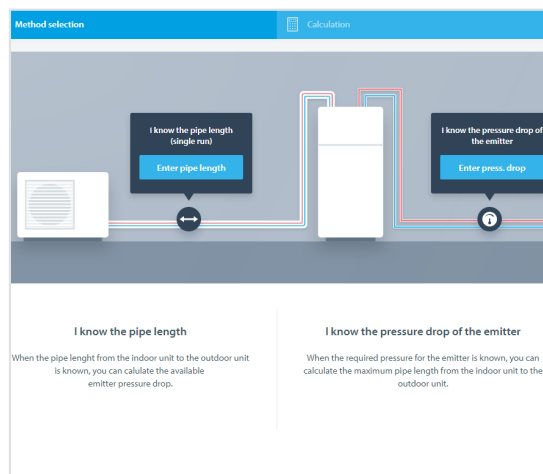 Method selection
Calculation
I know the pipe length
(single run)
Enter pipe length
I know the pressure drop of
the emitter
Enter press. drop
I know the pipe length
When the pipe lenght from the indoor unit to the outdoor unit
is known, you can calulate the available
emitter pressure drop.
I know the pressure drop of the emitter
When the required pressure for the emitter is known, you can
calculate the maximum pipe length from the indoor unit to the
outdoor unit.